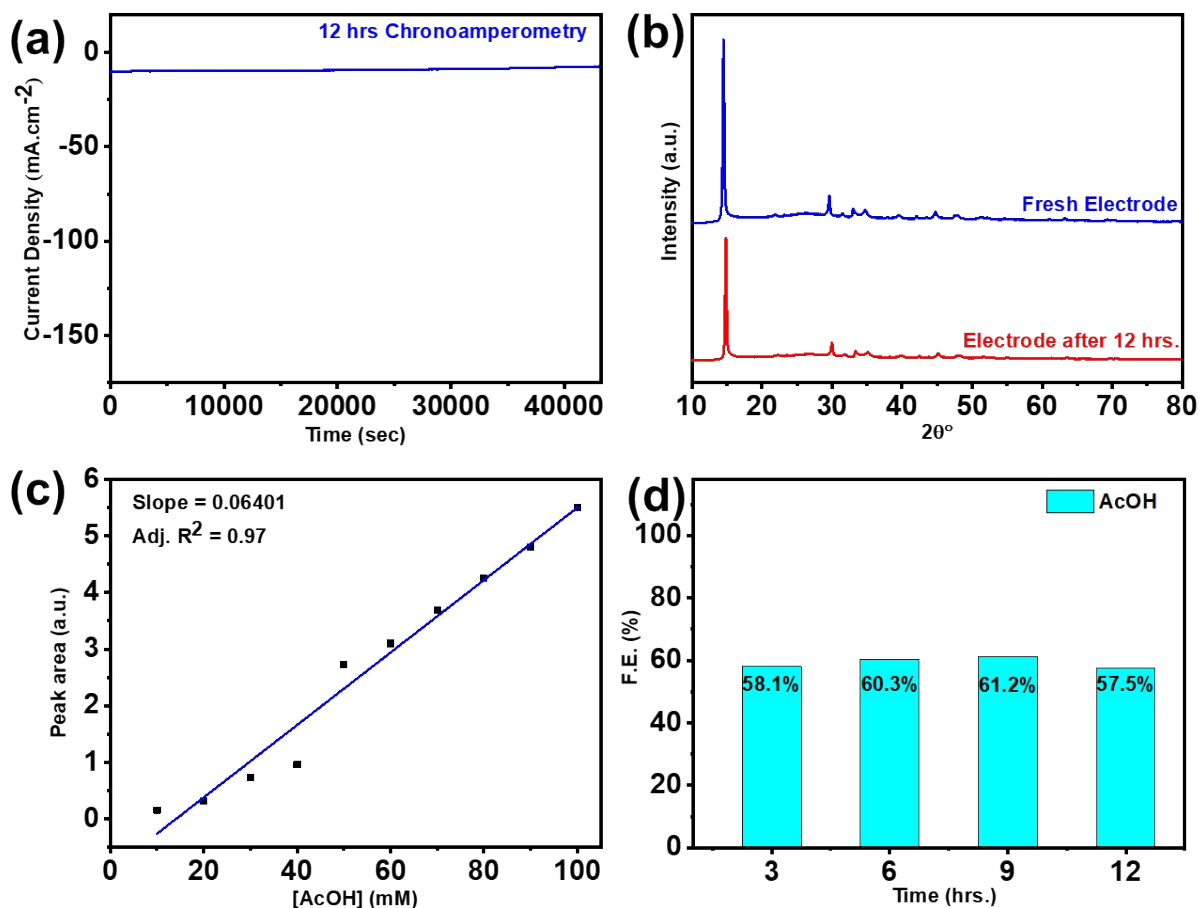 (a)
12 hrs Chronoamperometry
0
-50
-100
-150
Current Density (mA.cm-2)
0 10000 20000 30000 40000
Time (sec)
(b)
Fresh Electrode
Electrode after 12 hrs.
Intensity (a.u.)
10 20 30 40 50 60 70 80
2θ°
(c)
Slope = 0.06401
Adj. R2 = 0.97
6
5
4
3
2
1
0
Peak area (a.u.)
0 20 40 60 80 100
[AcOH] (mM)
(d)
AcOH
100
80
60
40
20
0
F.E. (%)
58.1% 60.3% 61.2% 57.5%
3 6 9 12
Time (hrs.)